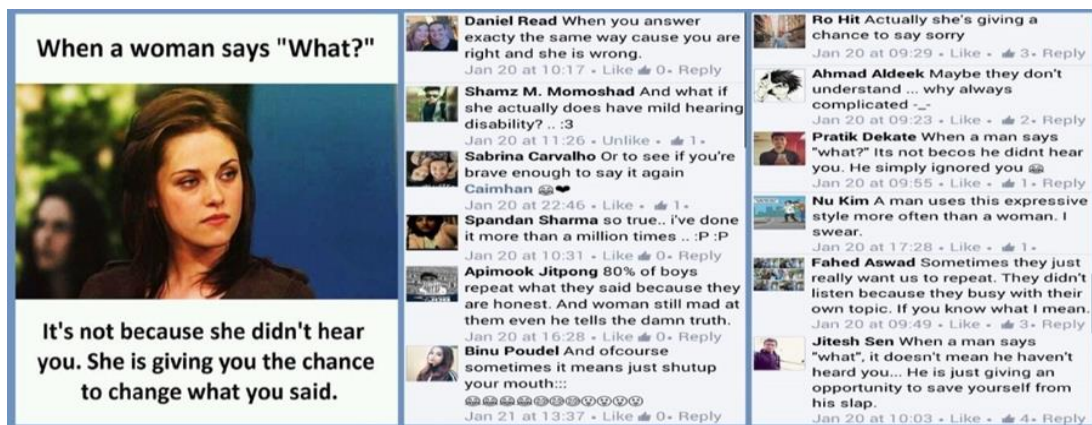 When a woman says "What?"
It's not because she didn't hear
you. She is giving you the chance
to change what you said.
Daniel Read When you answer
exacty the same way cause you are
right and she is wrong.
Jan 20 at 10:17 • Like 0 • Reply
Shamz M. Momoshad And what if
she actually does have mild hearing
disability? .. :3
Jan 20 at 11:26 • Unlike • 1 •
Sabrina Carvalho Or to see if you're
brave enough to say it again
Caimhan 😂❤
Jan 20 at 22:46 • Like • 1 •
Spandan Sharma so true.. i've done
it more than a million times .. :P :P
Jan 20 at 10:31 • Like 0 • Reply
Apimook Jitpong 80% of boys
repeat what they said because they
are honest. And woman still mad at
them even he tells the damn truth.
Jan 20 at 16:28 • Like 0 • Reply
Binu Poudel And ofcourse
sometimes it means just shutup
your mouth:::
Jan 21 at 13:37 • Like 0 • Reply
Ro Hit Actually she's giving a
chance to say sorry
Jan 20 at 09:29 • Like 3 • Reply
Ahmad Aldeek Maybe they don't
understand ... why always
complicated -_-
Jan 20 at 09:23 • Like 2 • Reply
Pratik Dekate When a man says
"what?" Its not becos he didnt hear
you. He simply ignored you 😂
Jan 20 at 09:55 • Like 1 • Reply
Nu Kim A man uses this expressive
style more often than a woman. I
swear.
Jan 20 at 17:28 • Like • 1 •
Fahed Aswad Sometimes they just
really want us to repeat. They didn't
listen because they busy with their
own topic. If you know what I mean.
Jan 20 at 09:49 • Like 3 • Reply
Jitesh Sen When a man says
"what", it doesn't mean he haven't
heard you... He is just giving an
opportunity to save yourself from
his slap.
Jan 20 at 10:03 • Like 4 • Reply